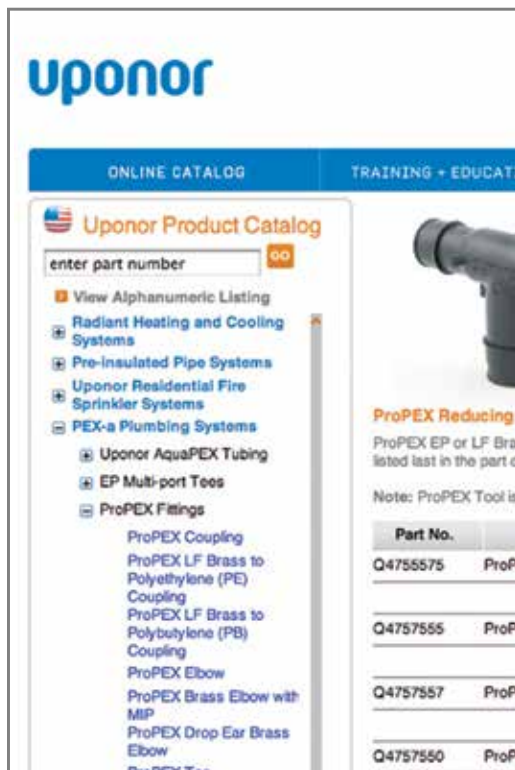 uponor
ONLINE CATALOG
TRAINING + EDUCAT
Uponor Product Catalog
enter part number
GO
View Alphanumeric Listing
Radiant Heating and Cooling
Systems
Pre-insulated Pipe Systems
Uponor Residential Fire
Sprinkler Systems
PEX-a Plumbing Systems
Uponor AquaPEX Tubing
EP Multi-port Tees
ProPEX Fittings
ProPEX Coupling
ProPEX LF Brass to
Polyethylene (PE)
Coupling
ProPEX LF Brass to
Polybutylene (PB)
Coupling
ProPEX Elbow
ProPEX Brass Elbow with
MIP
ProPEX Drop Ear Brass
Elbow
ProPEX Tee
ProPEX Reducing
ProPEX EP or LF Bra
listed last in the part
Note: ProPEX Tool is
Part No.
Q4755575 ProP
Q4757555 ProP
Q4757557 ProP
Q4757550 ProP